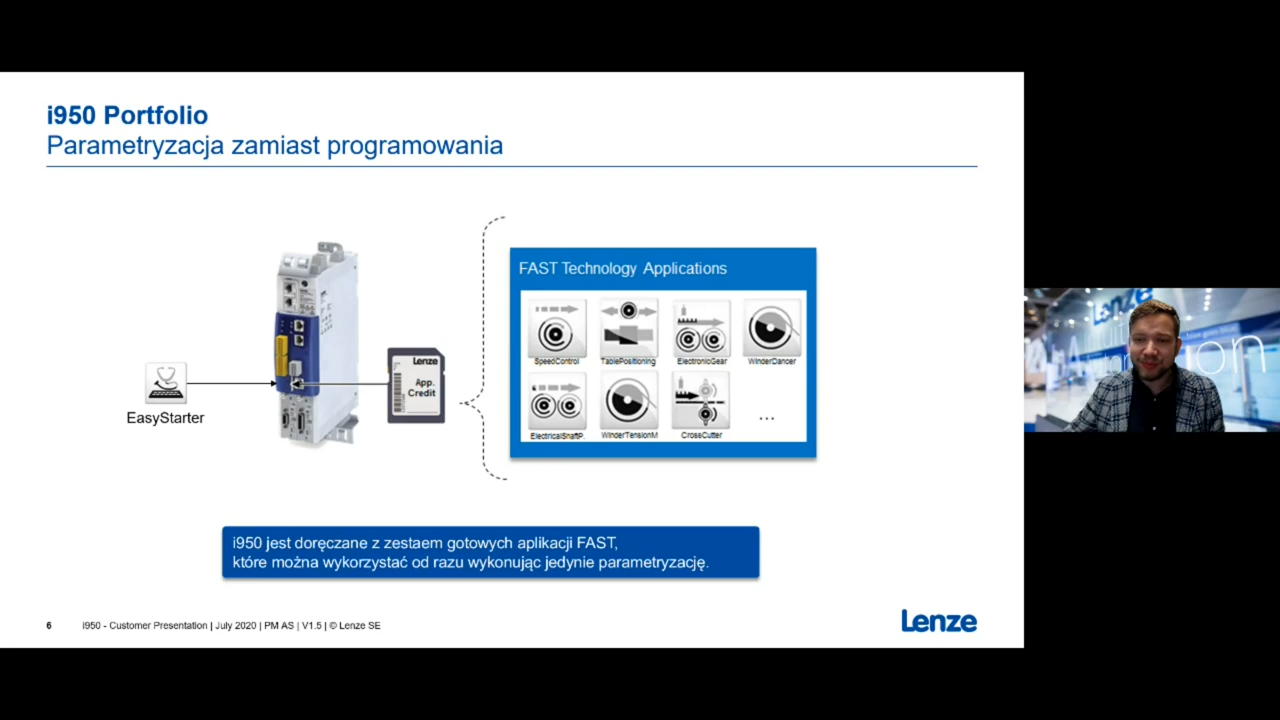 i950 Portfolio
Parametryzacja zamiast programowania
FAST Technology Applications
SpeedControl
TablePositioning
ElectronicGear
WinderDancer
ElectricalShaftP.
WinderTensionM
CrossCutter
...
EasyStarter
Lenze
App.
Credit
i950 jest doręczane z zestaem gotowych aplikacji FAST,
które można wykorzystać od razu wykonując jedynie parametryzację.
6
i950 - Customer Presentation | July 2020 | PM AS | V1.5 | © Lenze SE
Lenze
Lenze